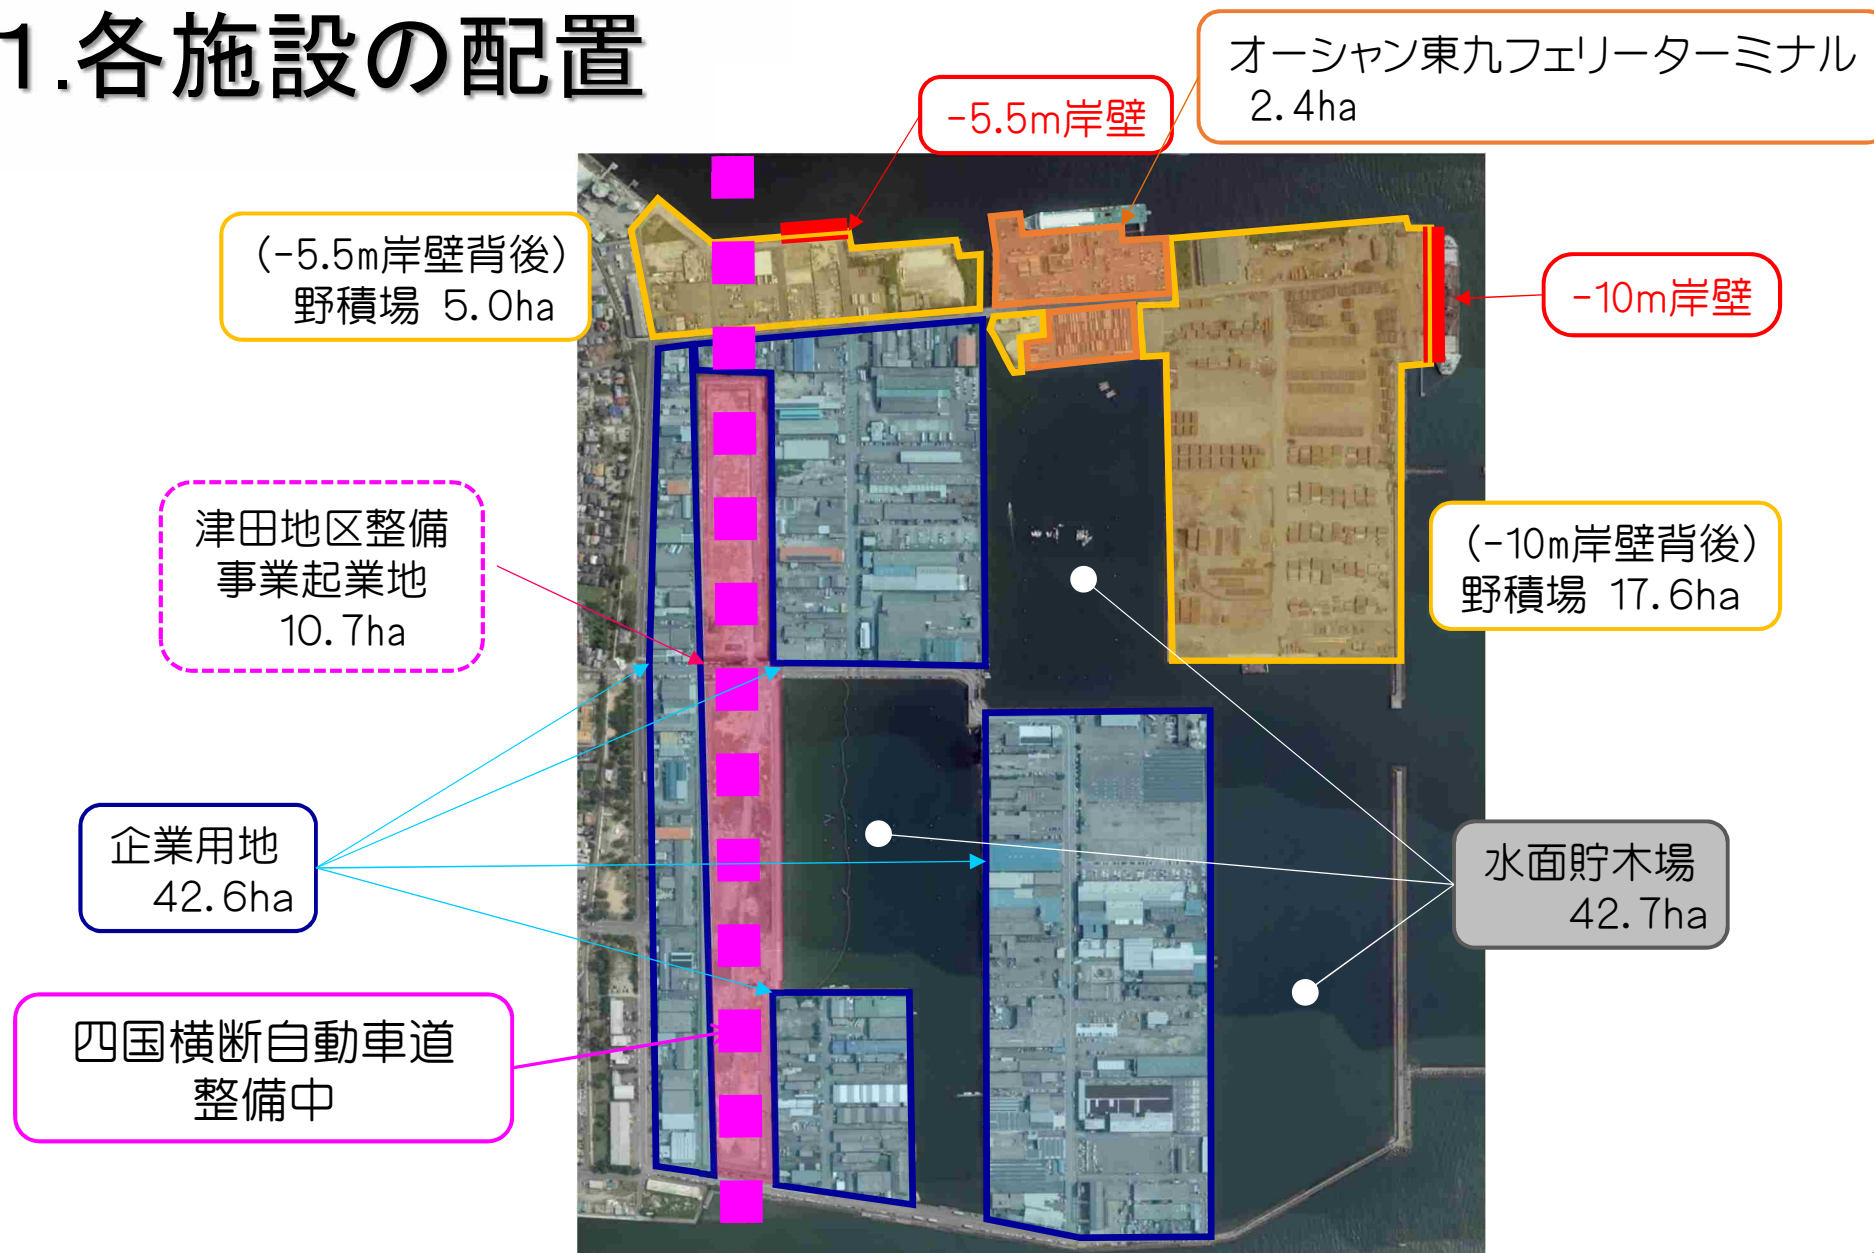 1.各施設の配置
オーシャン東九フェリーターミナル
2.4ha
-5.5m岸壁
(-5.5m岸壁背後)
野積場 5.0ha
-10m岸壁
津田地区整備
事業起業地
10.7ha
(-10m岸壁背後)
野積場 17.6ha
企業用地
42.6ha
水面貯木場
42.7ha
四国横断自動車道
整備中